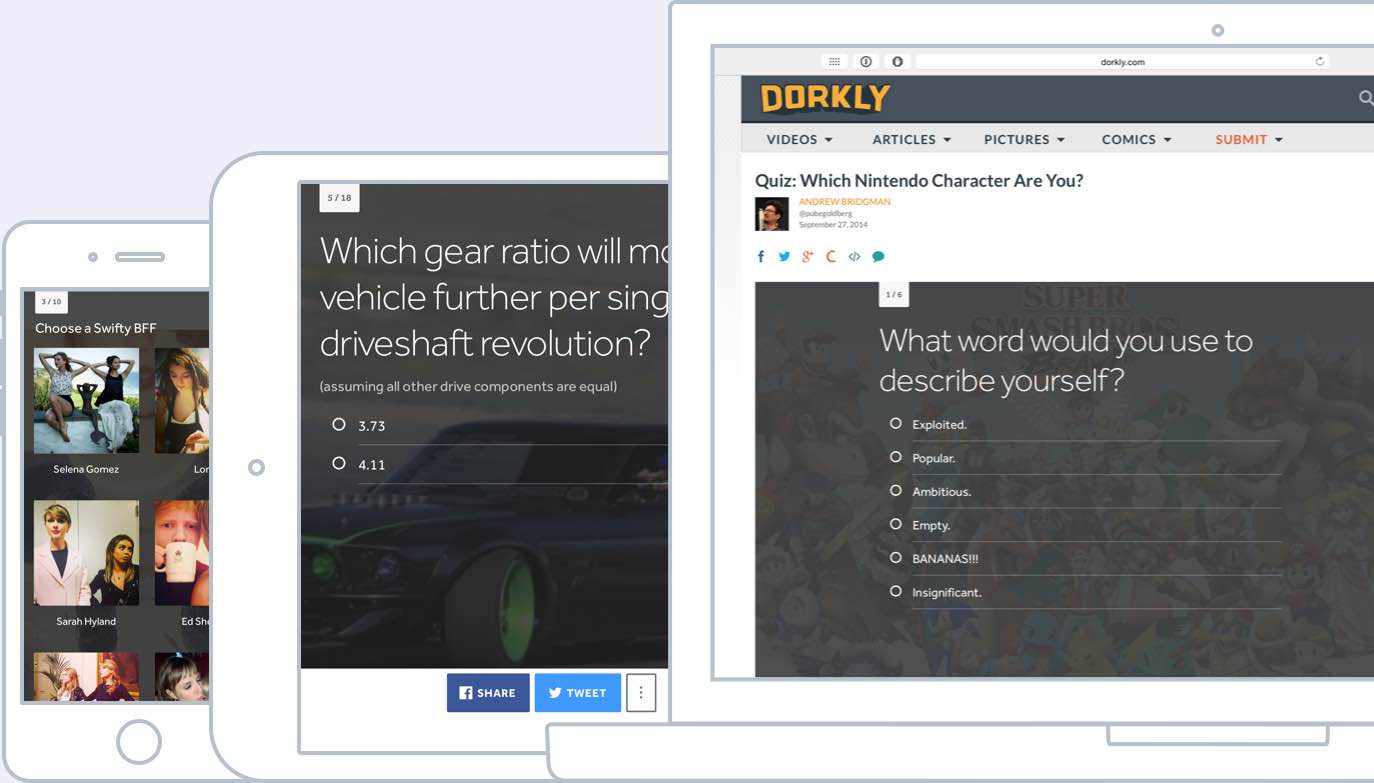 3 / 10
Choose a Swifty BFF
Selena Gomez
Lor
Sarah Hyland
Ed She
5 / 18
Which gear ratio will mo
vehicle further per sing
driveshaft revolution?
(assuming all other drive components are equal)
3.73
4.11
SHARE
TWEET
dorkly.com
DORKLY
VIDEOS
ARTICLES
PICTURES
COMICS
SUBMIT
Quiz: Which Nintendo Character Are You?
ANDREW BRIDGMAN
@pubegoldberg
September 27, 2014
1 / 6
SUPER
SMASH BROS
What word would you use to
describe yourself?
Exploited.
Popular.
Ambitious.
Empty.
BANANAS!!!
Insignificant.